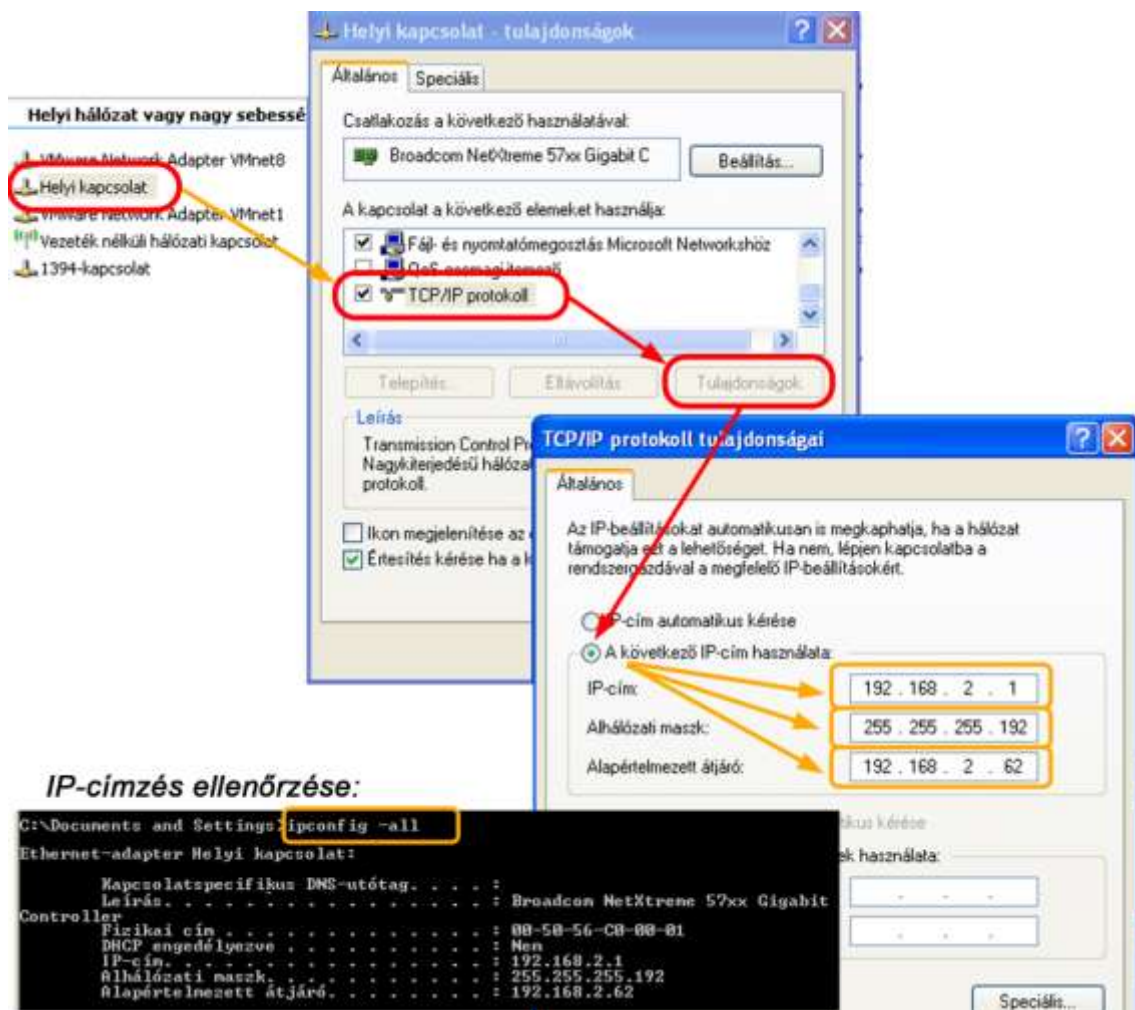 Helyi kapcsolat - tulajdonságok
Általános Speciális
Csatlakozás a következő használatával:
Broadcom NetXtreme 57xx Gigabit C
Beállítás...
A kapcsolat a következő elemeket használja:
Fájl- és nyomtatómegosztás Microsoft Networkshöz
QoS csomagütemező
TCP/IP protokoll
Telepítés... Eltávolítás Tulajdonságok
Leírás
Transmission Control
Nagykiterjedésű
protokoll.
Ikon megjelenítése az
Értesítés kérése ha a
Helyi hálózat vagy nagy sebessé
VMware Network Adapter VMnet8
Helyi kapcsolat
VMware Network Adapter VMnet1
Vezeték nélküli hálózati kapcsolat
1394-kapcsolat
TCP/IP protokoll tulajdonságai
Általános
Az IP-beállításokat automatikusan is megkaphatja, ha a hálózat
támogatja ezt a lehetőséget. Ha nem, lépjen kapcsolatba a
rendszergazdával a megfelelő IP-beállításokért.
IP-cím automatikus kérése
A következő IP-cím használata:
IP-cím: 192 . 168 . 2 . 1
Alhálózati maszk: 255 . 255 . 255 . 192
Alapértelmezett átjáró: 192 . 168 . 2 . 62
kérése
használata:
Speciális...
IP-címzés ellenőrzése:
C:\Documents and Settings>ipconfig -all
Ethernet-adapter Helyi kapcsolat:
Kapcsolatspecifikus DNS-utótag. . . . :
Leírás. . . . . . . . . . . . . . . . : Broadcom NetXtreme 57xx Gigabit
Controller
Fizikai cím . . . . . . . . . . . . . : 00-50-56-C0-00-01
DHCP engedélyezve . . . . . . . . . . : Nem
IP-cím. . . . . . . . . . . . . . . . : 192.168.2.1
Alhálózati maszk. . . . . . . . . . . : 255.255.255.192
Alapértelmezett átjáró. . . . . . . . : 192.168.2.62